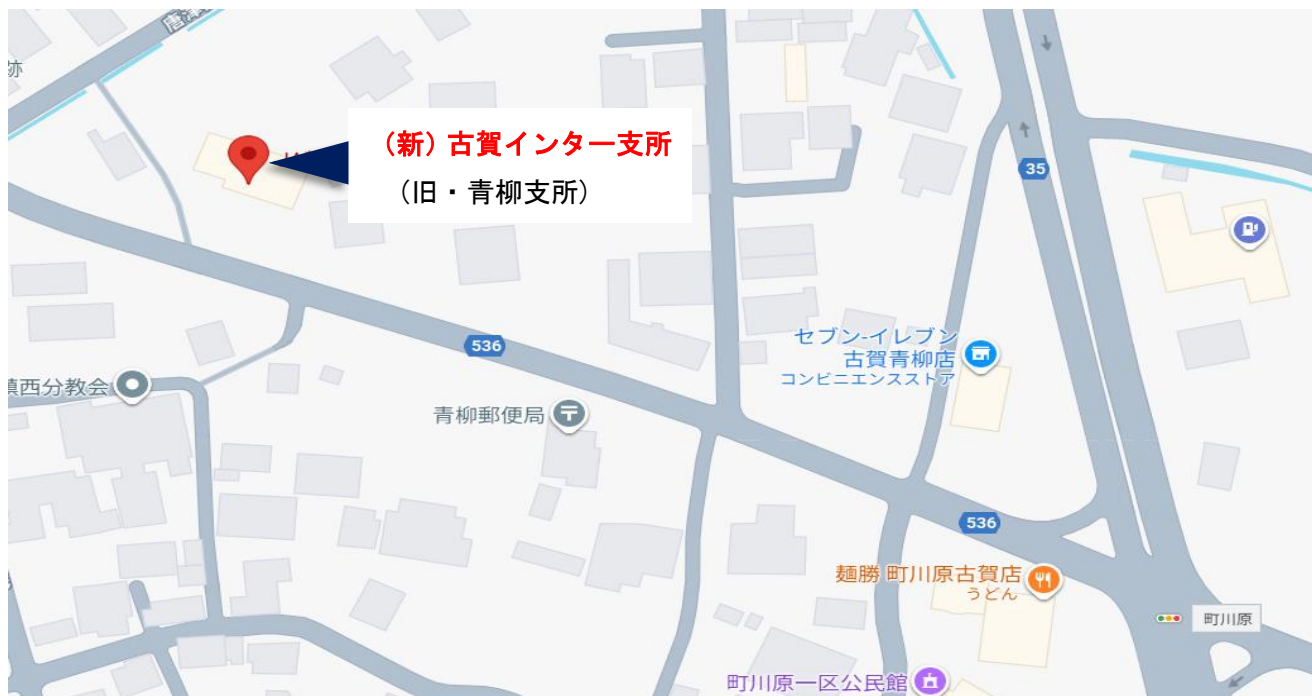 唐津
跡
（新）古賀インター支所
（旧・青柳支所）
35
536
セブン-イレブン
古賀青柳店
コンビニエンスストア
鎮西分教会
青柳郵便局
536
麺勝 町川原古賀店
うどん
町川原
町川原一区公民館